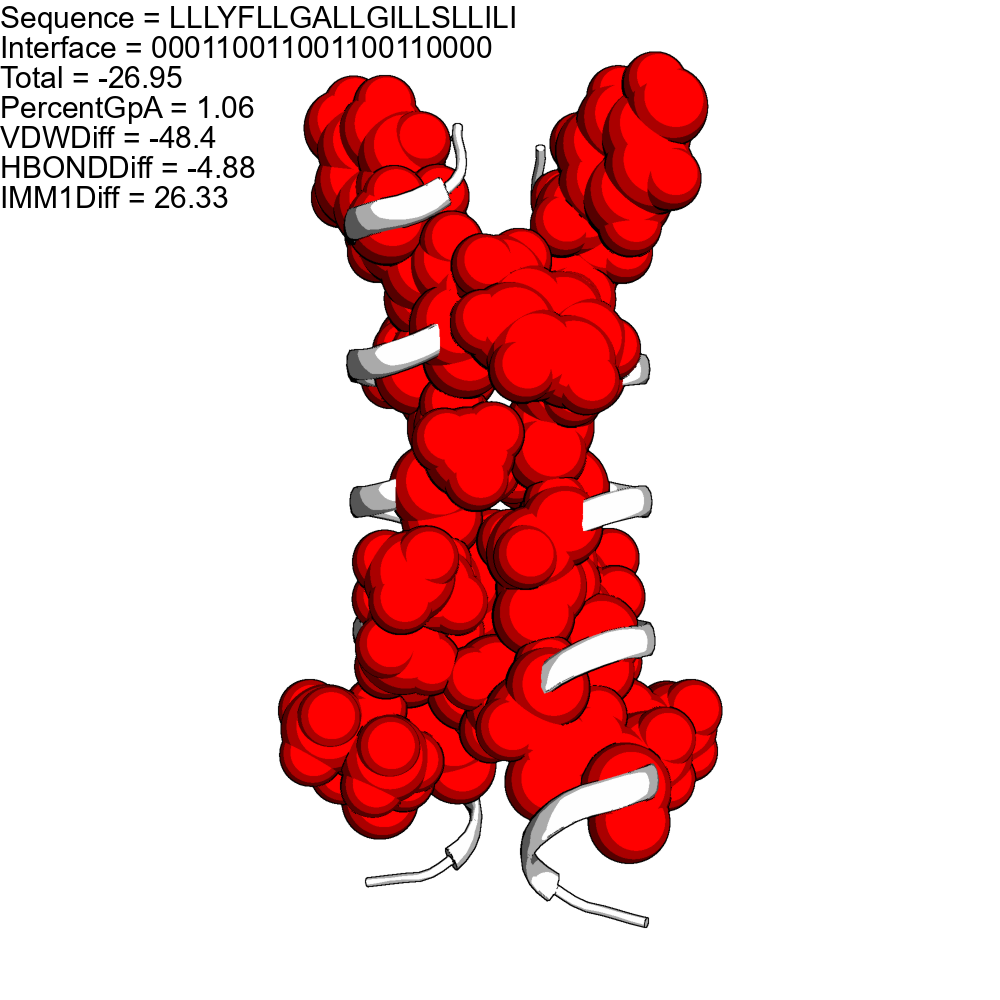 Sequence = LLLYFLLGALLGILLSLLILI
Interface = 000110011001100110000
Total = -26.95
PercentGpA = 1.06
VDWDiff = -48.4
HBONDDiff = -4.88
IMM1Diff = 26.33